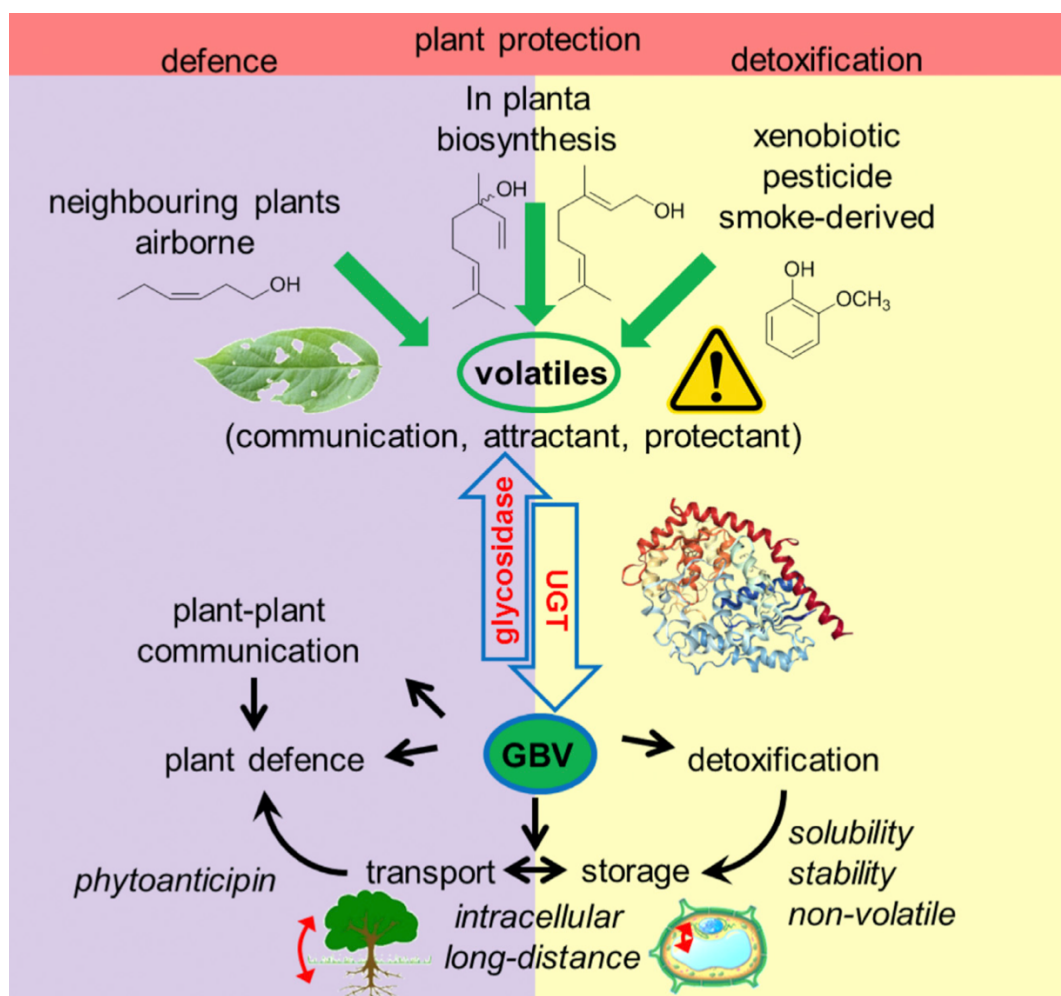 plant protection
defence
detoxification
In planta
biosynthesis
xenobiotic
pesticide
smoke-derived
neighbouring plants
airborne
OH
OH
OH
OH
OCH3
volatiles
(communication, attractant, protectant)
glycosidase
UGT
plant-plant
communication
plant defence
GBV
detoxification
solubility
stability
non-volatile
phytoanticipin
transport
storage
intracellular
long-distance